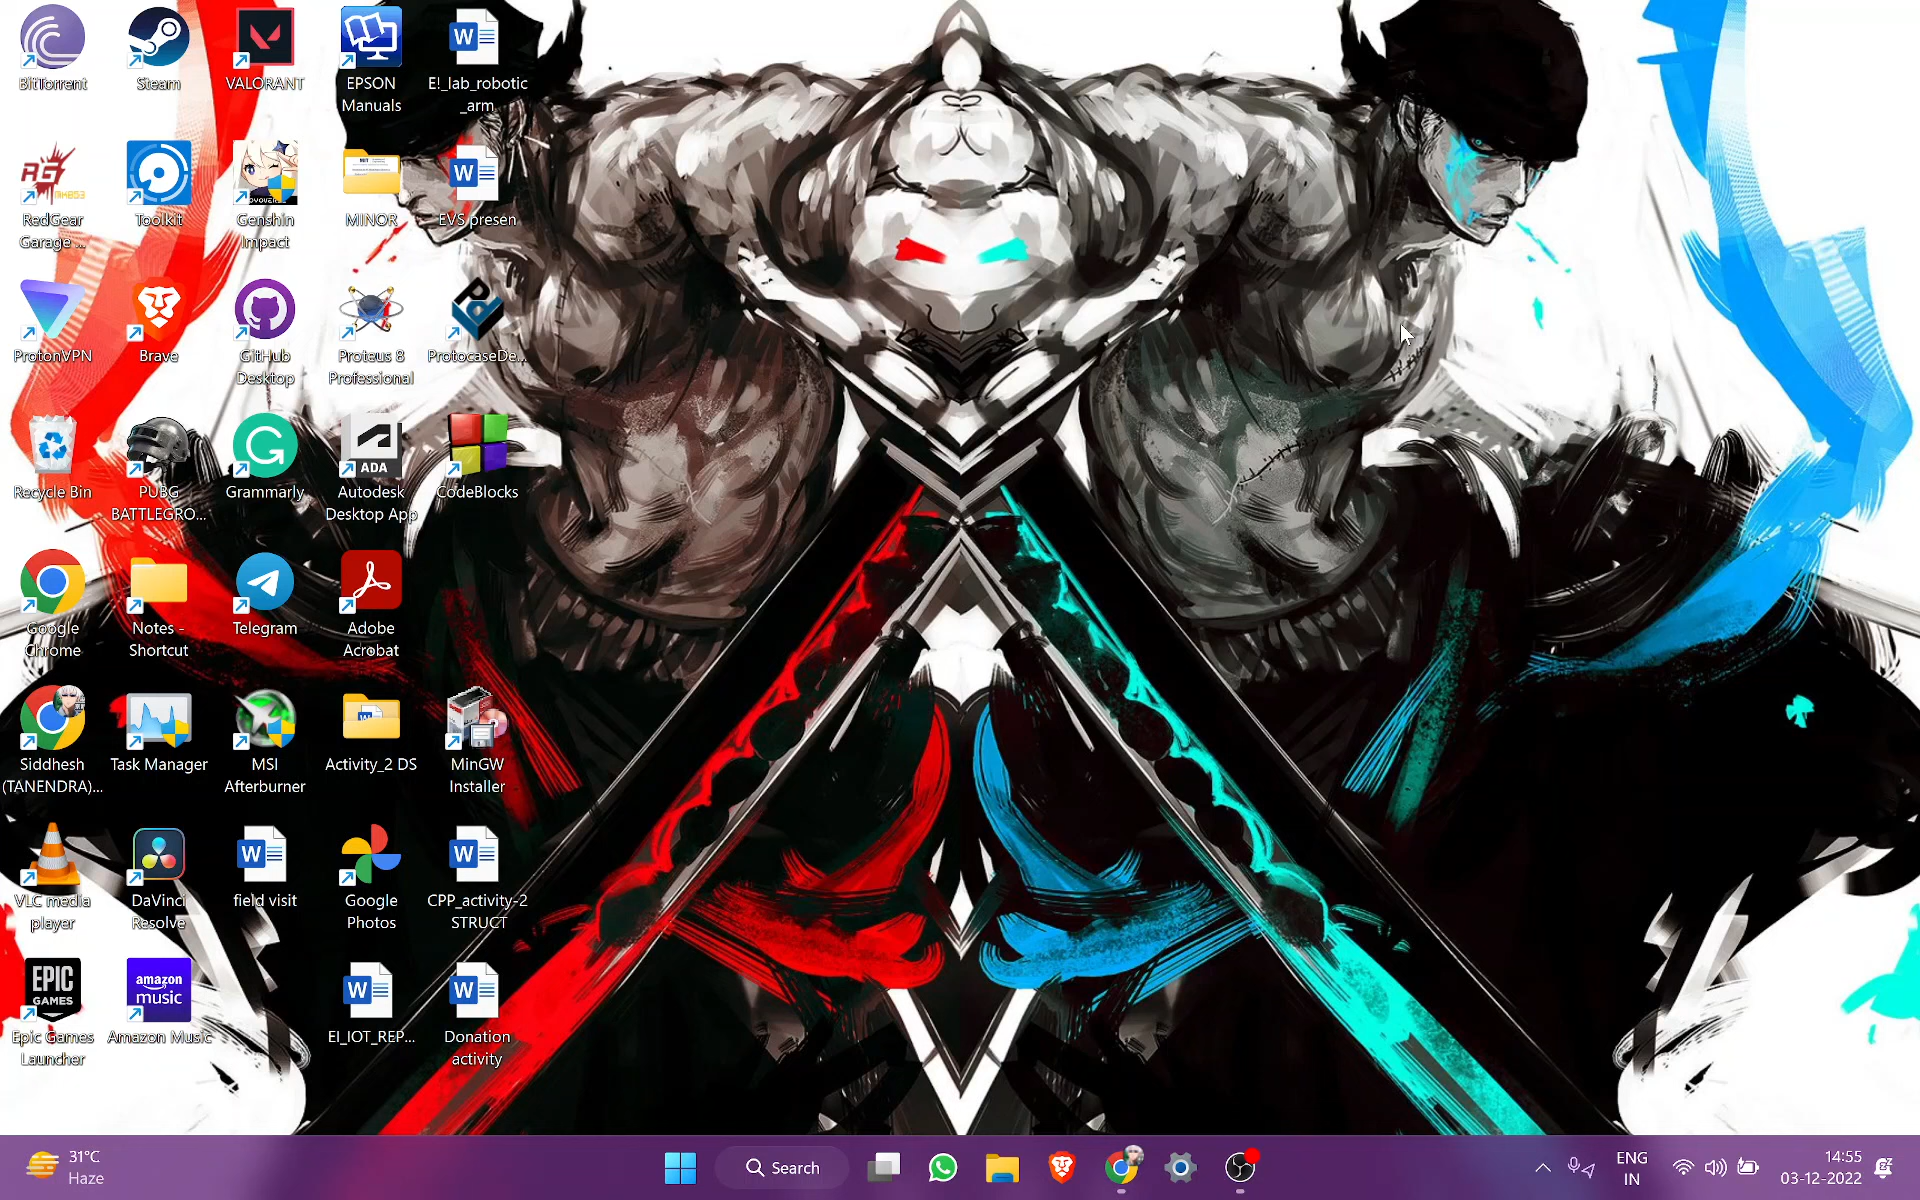 BitTorrent
Steam
VALORANT
EPSON
Manuals
E!_lab_robotic
_arm
RedGear
Garage ...
Toolkit
Genshin
Impact
MINOR
EVS presen
ProtonVPN
Brave
GitHub
Desktop
Proteus 8
Professional
ProtocaseDe...
Recycle Bin
PUBG
BATTLEGRO...
Grammarly
ADA
Autodesk
Desktop App
CodeBlocks
Google
Chrome
Notes -
Shortcut
Telegram
Adobe
Acrobat
Siddhesh
(TANENDRA)...
Task Manager
MSI
Afterburner
Activity_2 DS
MinGW
Installer
VLC media
player
DaVinci
Resolve
field visit
Google
Photos
CPP_activity-2
STRUCT
EPIC
GAMES
Epic Games
Launcher
amazon
music
Amazon Music
EI_IOT_REP...
Donation
activity
31°C
Haze
Search
ENG
IN
14:55
03-12-2022